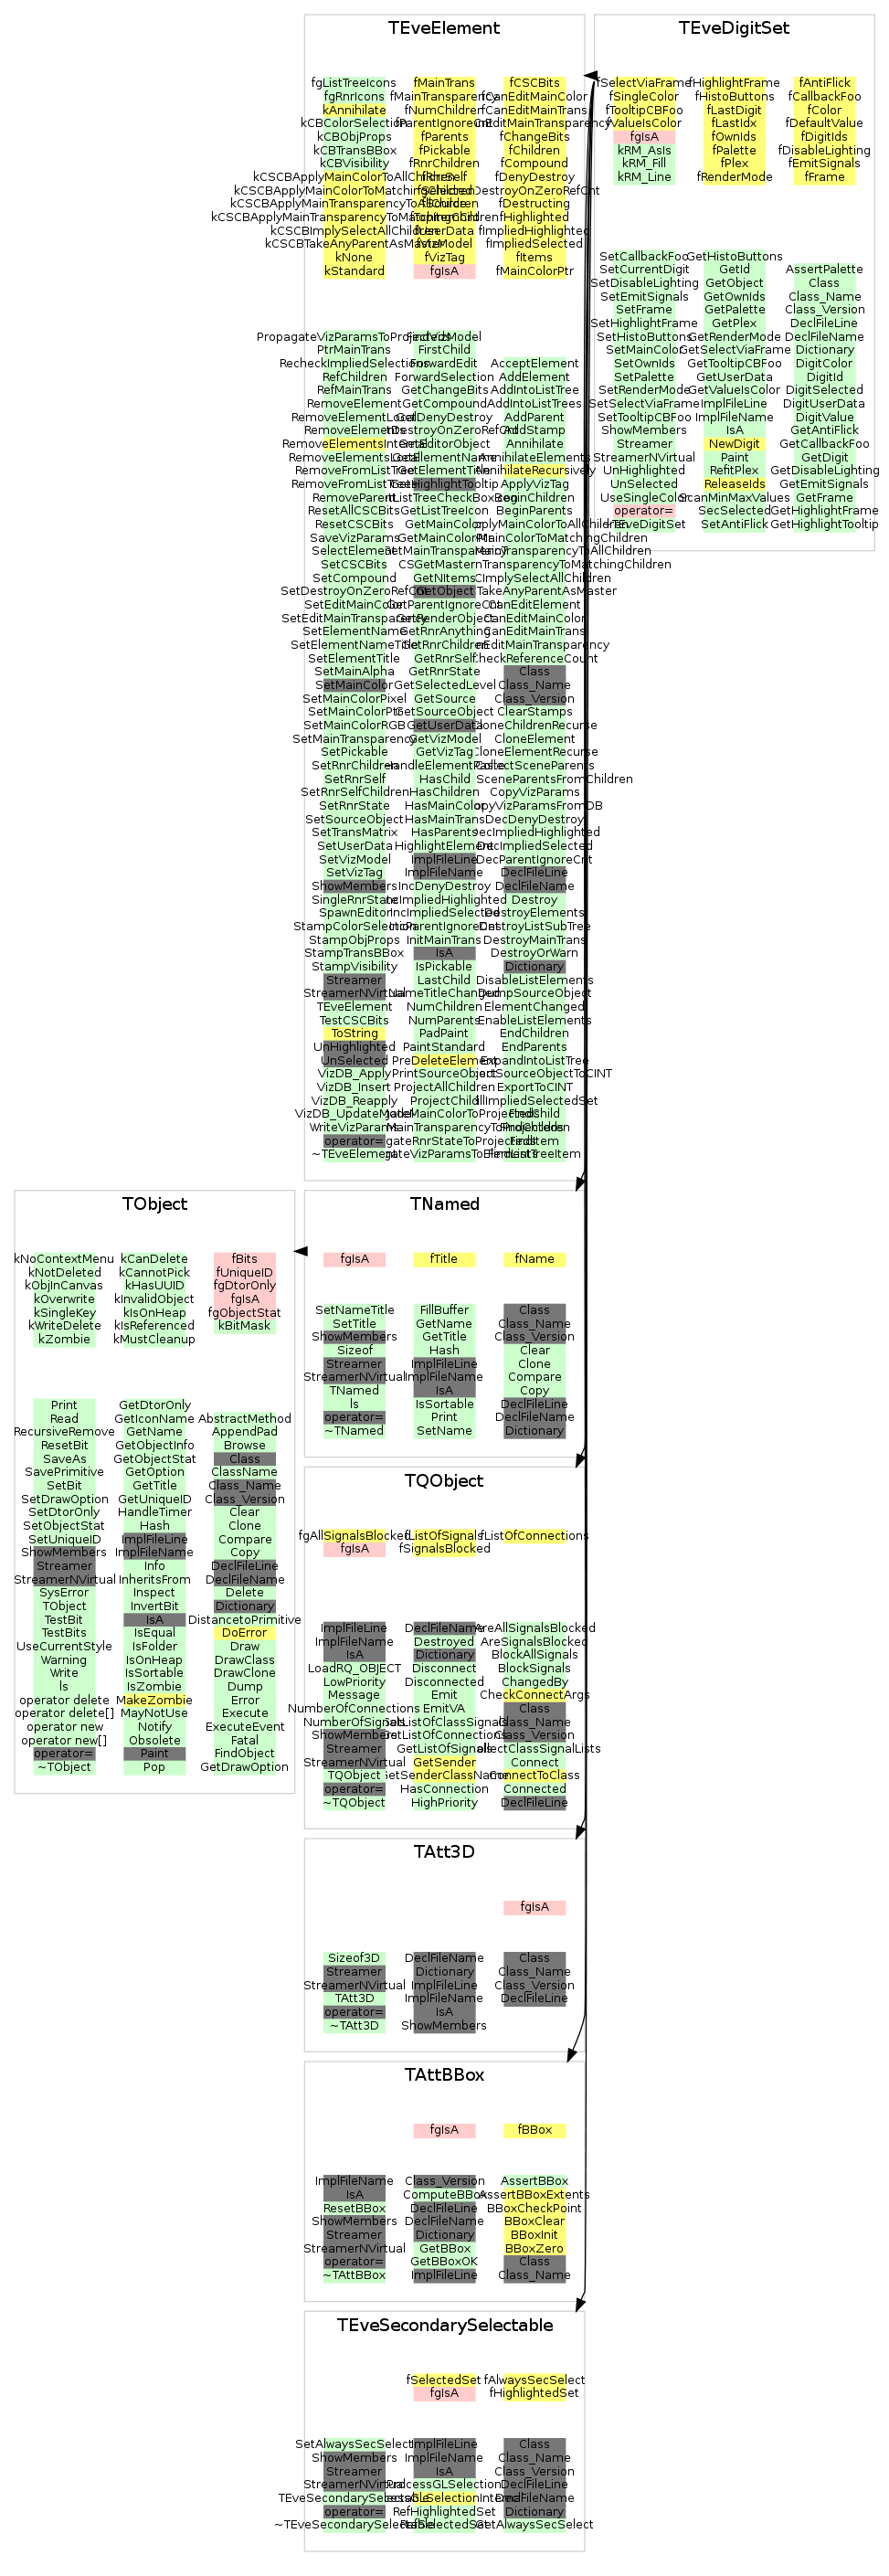 TEveElement
fgListTreeIcons
fgRnrIcons
kAnnihilate
kCBColorSelection
kCBObjProps
kCBTransBBox
kCBVisibility
kCSCBApplyMainColorToAllChildren
kCSCBApplyMainColorToMatchingChildren
kCSCBApplyMainTransparencyToAllChildren
kCSCBApplyMainTransparencyToMatchingChildren
kCSCBImplySelectAllChildren
kCSCBTakeAnyParentAsMaster
kNone
kStandard
fMainTrans
fMainTransparency
fNumChildren
fParentIgnoreCnt
fParents
fPickable
fRnrChildren
fRnrSelf
fSelected
fSource
fUserData
fVizModel
fVizTag
fgIsA
fCSCBits
fCanEditMainColor
fCanEditMainTrans
fCanEditMainTransparency
fChangeBits
fChildren
fCompound
fDenyDestroy
fDestroyOnZeroRefCnt
fDestructing
fHighlighted
fImpliedHighlighted
fImpliedSelected
fItems
fMainColorPtr
PropagateVizParamsToProjecteds
PtrMainTrans
RecheckImpliedSelections
RefChildren
RefMainTrans
RemoveElement
RemoveElementLocal
RemoveElements
RemoveElementsInternal
RemoveElementsLocal
RemoveFromListTree
RemoveFromListTrees
RemoveParent
ResetAllCSCBits
ResetCSCBits
SaveVizParams
SelectElement
SetCSCBits
SetCompound
SetDestroyOnZeroRefCnt
SetEditMainColor
SetEditMainTransparency
SetElementName
SetElementNameTitle
SetElementTitle
SetMainAlpha
SetMainColor
SetMainColorPixel
SetMainColorPtr
SetMainColorRGB
SetMainTransparency
SetPickable
SetRnrChildren
SetRnrSelf
SetRnrSelfChildren
SetRnrState
SetSourceObject
SetTransMatrix
SetUserData
SetVizModel
SetVizTag
ShowMembers
SingleRnrState
SpawnEditor
StampColorSelection
StampObjProps
StampTransBBox
StampVisibility
Streamer
StreamerNVirtual
TEveElement
TestCSCBits
ToString
UnHighlighted
UnSelected
VizDB_Apply
VizDB_Insert
VizDB_Reapply
VizDB_UpdateModel
WriteVizParams
operator=
~TEveElement
FindVizModel
FirstChild
ForwardEdit
ForwardSelection
GetChangeBits
GetCompound
GetDenyDestroy
GetEditorObject
GetElementName
GetElementTitle
GetHighlightTooltip
GetListTreeIcon
GetMainColor
GetMainColorPtr
GetMainTransparency
GetNItems
GetObject
GetParentIgnoreCnt
GetRenderObject
GetRnrAnything
GetRnrChildren
GetRnrSelf
GetRnrState
GetSelectedLevel
GetSource
GetSourceObject
GetUserData
GetVizModel
GetVizTag
HandleElementPaste
HasChild
HasChildren
HasMainColor
HasMainTrans
HasParents
HighlightElement
ImplFileLine
ImplFileName
IncDenyDestroy
IncImpliedHighlighted
IncImpliedSelected
IncParentIgnoreCnt
InitMainTrans
IsA
IsPickable
LastChild
NameTitleChanged
NumChildren
NumParents
PadPaint
PaintStandard
PreDeleteElement
PrintSourceObject
ProjectAllChildren
ProjectChild
AcceptElement
AddElement
AddIntoListTree
AddIntoListTrees
AddParent
AddStamp
Annihilate
AnnihilateElements
AnnihilateRecursively
ApplyVizTag
BeginChildren
BeginParents
CanEditElement
CanEditMainColor
CanEditMainTrans
CanEditMainTransparency
CheckReferenceCount
Class
Class_Name
Class_Version
ClearStamps
CloneChildrenRecurse
CloneElement
CloneElementRecurse
CollectSceneParents
CopyVizParams
CopyVizParamsFromDB
DecDenyDestroy
DecImpliedHighlighted
DecImpliedSelected
DecParentIgnoreCnt
DeclFileLine
DeclFileName
Destroy
DestroyElements
DestroyListSubTree
DestroyMainTrans
DestroyOrWarn
Dictionary
DisableListElements
DumpSourceObject
ElementChanged
EnableListElements
EndChildren
EndParents
ExpandIntoListTree
ExportSourceObjectToCINT
ExportToCINT
FillImpliedSelectedSet
FindChild
FindChildren
FindItem
FindListTreeItem
TEveDigitSet
fSelectViaFrame
fSingleColor
fTooltipCBFoo
fValueIsColor
fgIsA
kRM_AsIs
kRM_Fill
kRM_Line
fHighlightFrame
fHistoButtons
fLastDigit
fLastIdx
fOwnIds
fPalette
fPlex
fRenderMode
fAntiFlick
fCallbackFoo
fColor
fDefaultValue
fDigitIds
fDisableLighting
fEmitSignals
fFrame
SetCallbackFoo
SetCurrentDigit
SetDisableLighting
SetEmitSignals
SetFrame
SetHighlightFrame
SetHistoButtons
SetMainColor
SetOwnIds
SetPalette
SetRenderMode
SetSelectViaFrame
SetTooltipCBFoo
ShowMembers
Streamer
StreamerNVirtual
UnHighlighted
UnSelected
UseSingleColor
operator=
~TEveDigitSet
GetHistoButtons
GetId
GetObject
GetOwnIds
GetPalette
GetPlex
GetRenderMode
GetSelectViaFrame
GetTooltipCBFoo
GetUserData
GetValueIsColor
ImplFileLine
ImplFileName
IsA
NewDigit
Paint
RefitPlex
ReleaseIds
ScanMinMaxValues
SecSelected
SetAntiFlick
AssertPalette
Class
Class_Name
Class_Version
DeclFileLine
DeclFileName
Dictionary
DigitColor
DigitId
DigitSelected
DigitUserData
DigitValue
GetAntiFlick
GetCallbackFoo
GetDigit
GetDisableLighting
GetEmitSignals
GetFrame
GetHighlightFrame
GetHighlightTooltip
TObject
kNoContextMenu
kNotDeleted
kObjInCanvas
kOverwrite
kSingleKey
kWriteDelete
kZombie
kCanDelete
kCannotPick
kHasUUID
kInvalidObject
kIsOnHeap
kIsReferenced
kMustCleanup
fBits
fUniqueID
fgDtorOnly
fgIsA
fgObjectStat
kBitMask
Print
Read
RecursiveRemove
ResetBit
SaveAs
SavePrimitive
SetBit
SetDrawOption
SetDtorOnly
SetObjectStat
SetUniqueID
ShowMembers
Streamer
StreamerNVirtual
SysError
TObject
TestBit
TestBits
UseCurrentStyle
Warning
Write
ls
operator delete
operator delete[]
operator new
operator new[]
operator=
~TObject
GetDtorOnly
GetIconName
GetName
GetObjectInfo
GetObjectStat
GetOption
GetTitle
GetUniqueID
HandleTimer
Hash
ImplFileLine
ImplFileName
Info
InheritsFrom
Inspect
InvertBit
IsA
IsEqual
IsFolder
IsOnHeap
IsSortable
IsZombie
MakeZombie
MayNotUse
Notify
Obsolete
Paint
Pop
AbstractMethod
AppendPad
Browse
Class
ClassName
Class_Name
Class_Version
Clear
Clone
Compare
Copy
DeclFileLine
DeclFileName
Delete
Dictionary
DistancetoPrimitive
DoError
Draw
DrawClass
DrawClone
Dump
Error
Execute
ExecuteEvent
Fatal
FindObject
GetDrawOption
TNamed
fgIsA
fTitle
fName
SetNameTitle
SetTitle
ShowMembers
Sizeof
Streamer
StreamerNVirtual
TNamed
ls
operator=
~TNamed
FillBuffer
GetName
GetTitle
Hash
ImplFileLine
ImplFileName
IsA
IsSortable
Print
SetName
Class
Class_Name
Class_Version
Clear
Clone
Compare
Copy
DeclFileLine
DeclFileName
Dictionary
TQObject
fgAllSignalsBlocked
fgIsA
fListOfSignals
fSignalsBlocked
fListOfConnections
ImplFileLine
ImplFileName
IsA
LoadRQ_OBJECT
LowPriority
Message
NumberOfConnections
NumberOfSignals
ShowMembers
Streamer
StreamerNVirtual
TQObject
operator=
~TQObject
DeclFileName
Destroyed
Dictionary
Disconnect
Disconnected
Emit
EmitVA
GetListOfClassSignals
GetListOfConnections
GetListOfSignals
GetSender
GetSenderClassName
HasConnection
HighPriority
AreAllSignalsBlocked
AreSignalsBlocked
BlockAllSignals
BlockSignals
ChangedBy
CheckConnectArgs
Class
Class_Name
Class_Version
CollectClassSignalLists
Connect
ConnectToClass
Connected
DeclFileLine
TAtt3D
fgIsA
Sizeof3D
Streamer
StreamerNVirtual
TAtt3D
operator=
~TAtt3D
DeclFileName
Dictionary
ImplFileLine
ImplFileName
IsA
ShowMembers
Class
Class_Name
Class_Version
DeclFileLine
TAttBBox
fgIsA
fBBox
ImplFileName
IsA
ResetBBox
ShowMembers
Streamer
StreamerNVirtual
operator=
~TAttBBox
Class_Version
ComputeBBox
DeclFileLine
DeclFileName
Dictionary
GetBBox
GetBBoxOK
ImplFileLine
AssertBBox
AssertBBoxExtents
BBoxCheckPoint
BBoxClear
BBoxInit
BBoxZero
Class
Class_Name
TEveSecondarySelectable
fSelectedSet
fgIsA
fAlwaysSecSelect
fHighlightedSet
SetAlwaysSecSelect
ShowMembers
Streamer
StreamerNVirtual
TEveSecondarySelectable
operator=
~TEveSecondarySelectable
ImplFileLine
ImplFileName
IsA
ProcessGLSelection
RefHighlightedSet
RefSelectedSet
Class
Class_Name
Class_Version
DeclFileLine
DeclFileName
Dictionary
GetAlwaysSecSelect